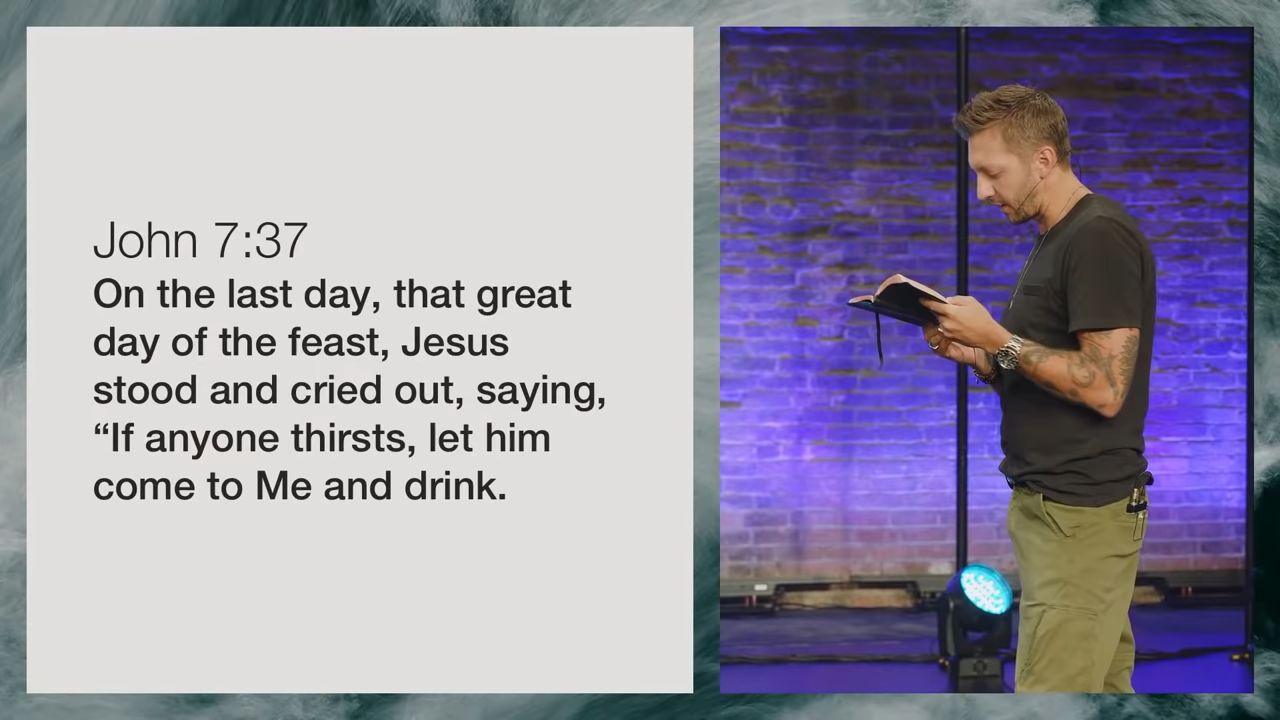 John 7:37
On the last day, that great
day of the feast, Jesus
stood and cried out, saying,
“If anyone thirsts, let him
come to Me and drink.